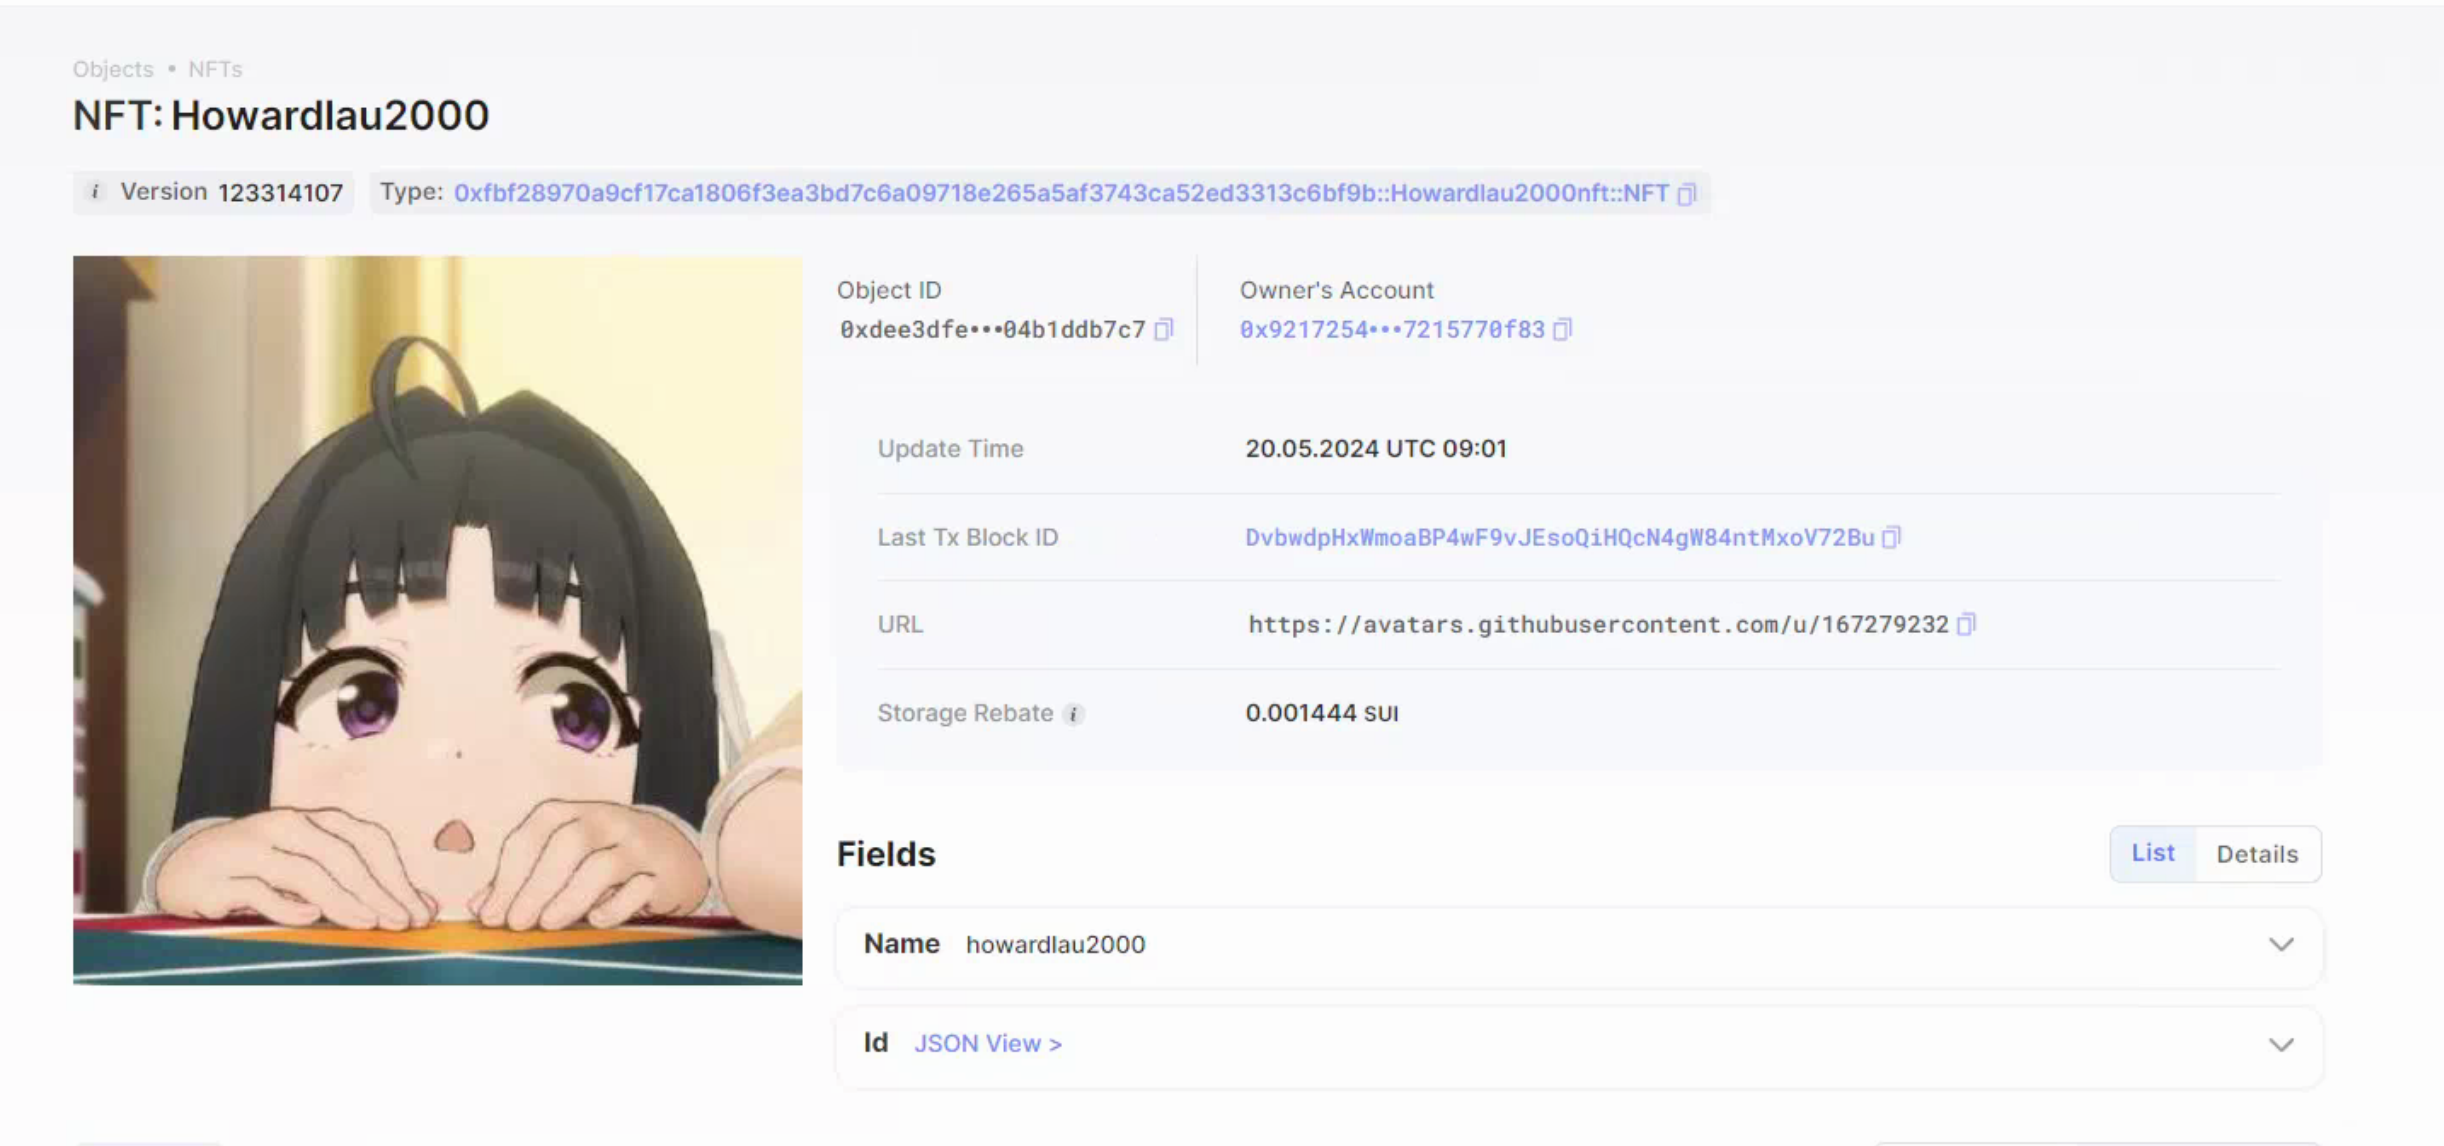 Objects • NFTs
NFT: Howardlau2000
i Version 123314107 Type: 0xfbf28970a9cf17ca1806f3ea3bd7c6a09718e265a5af3743ca52ed3313c6bf9b::Howardlau2000nft::NFT
Object ID
0xdee3dfe•••04b1ddb7c7
Owner's Account
0x9217254•••7215770f83
Update Time 20.05.2024 UTC 09:01
Last Tx Block ID DvbwdpHxWmoaBP4wF9vJEsoQiHQcN4gW84ntMxoV72Bu
URL https://avatars.githubusercontent.com/u/167279232
Storage Rebate i 0.001444 SUI
Fields
List Details
Name howardlau2000
Id JSON View >